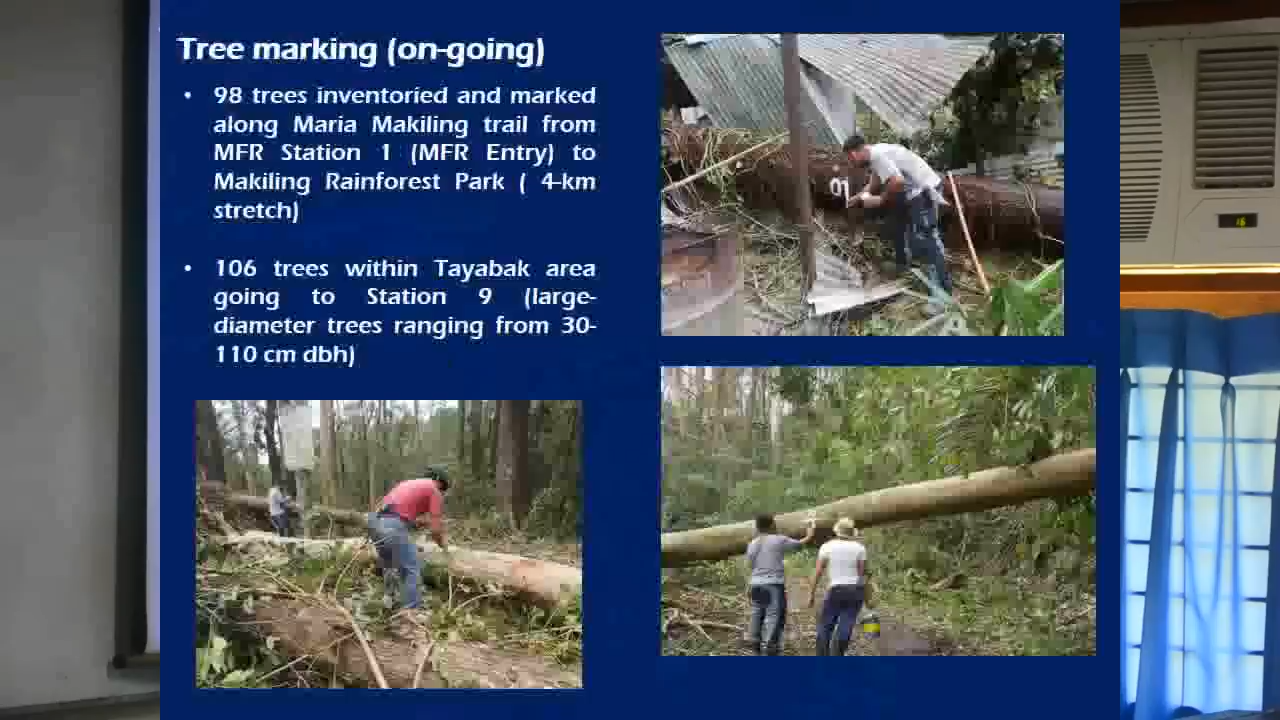 Tree marking (on-going)
• 98 trees inventoried and marked
along Maria Makiling trail from
MFR Station 1 (MFR Entry) to
Makiling Rainforest Park ( 4-km
stretch)
• 106 trees within Tayabak area
going to Station 9 (large-
diameter trees ranging from 30-
110 cm dbh)
91
16